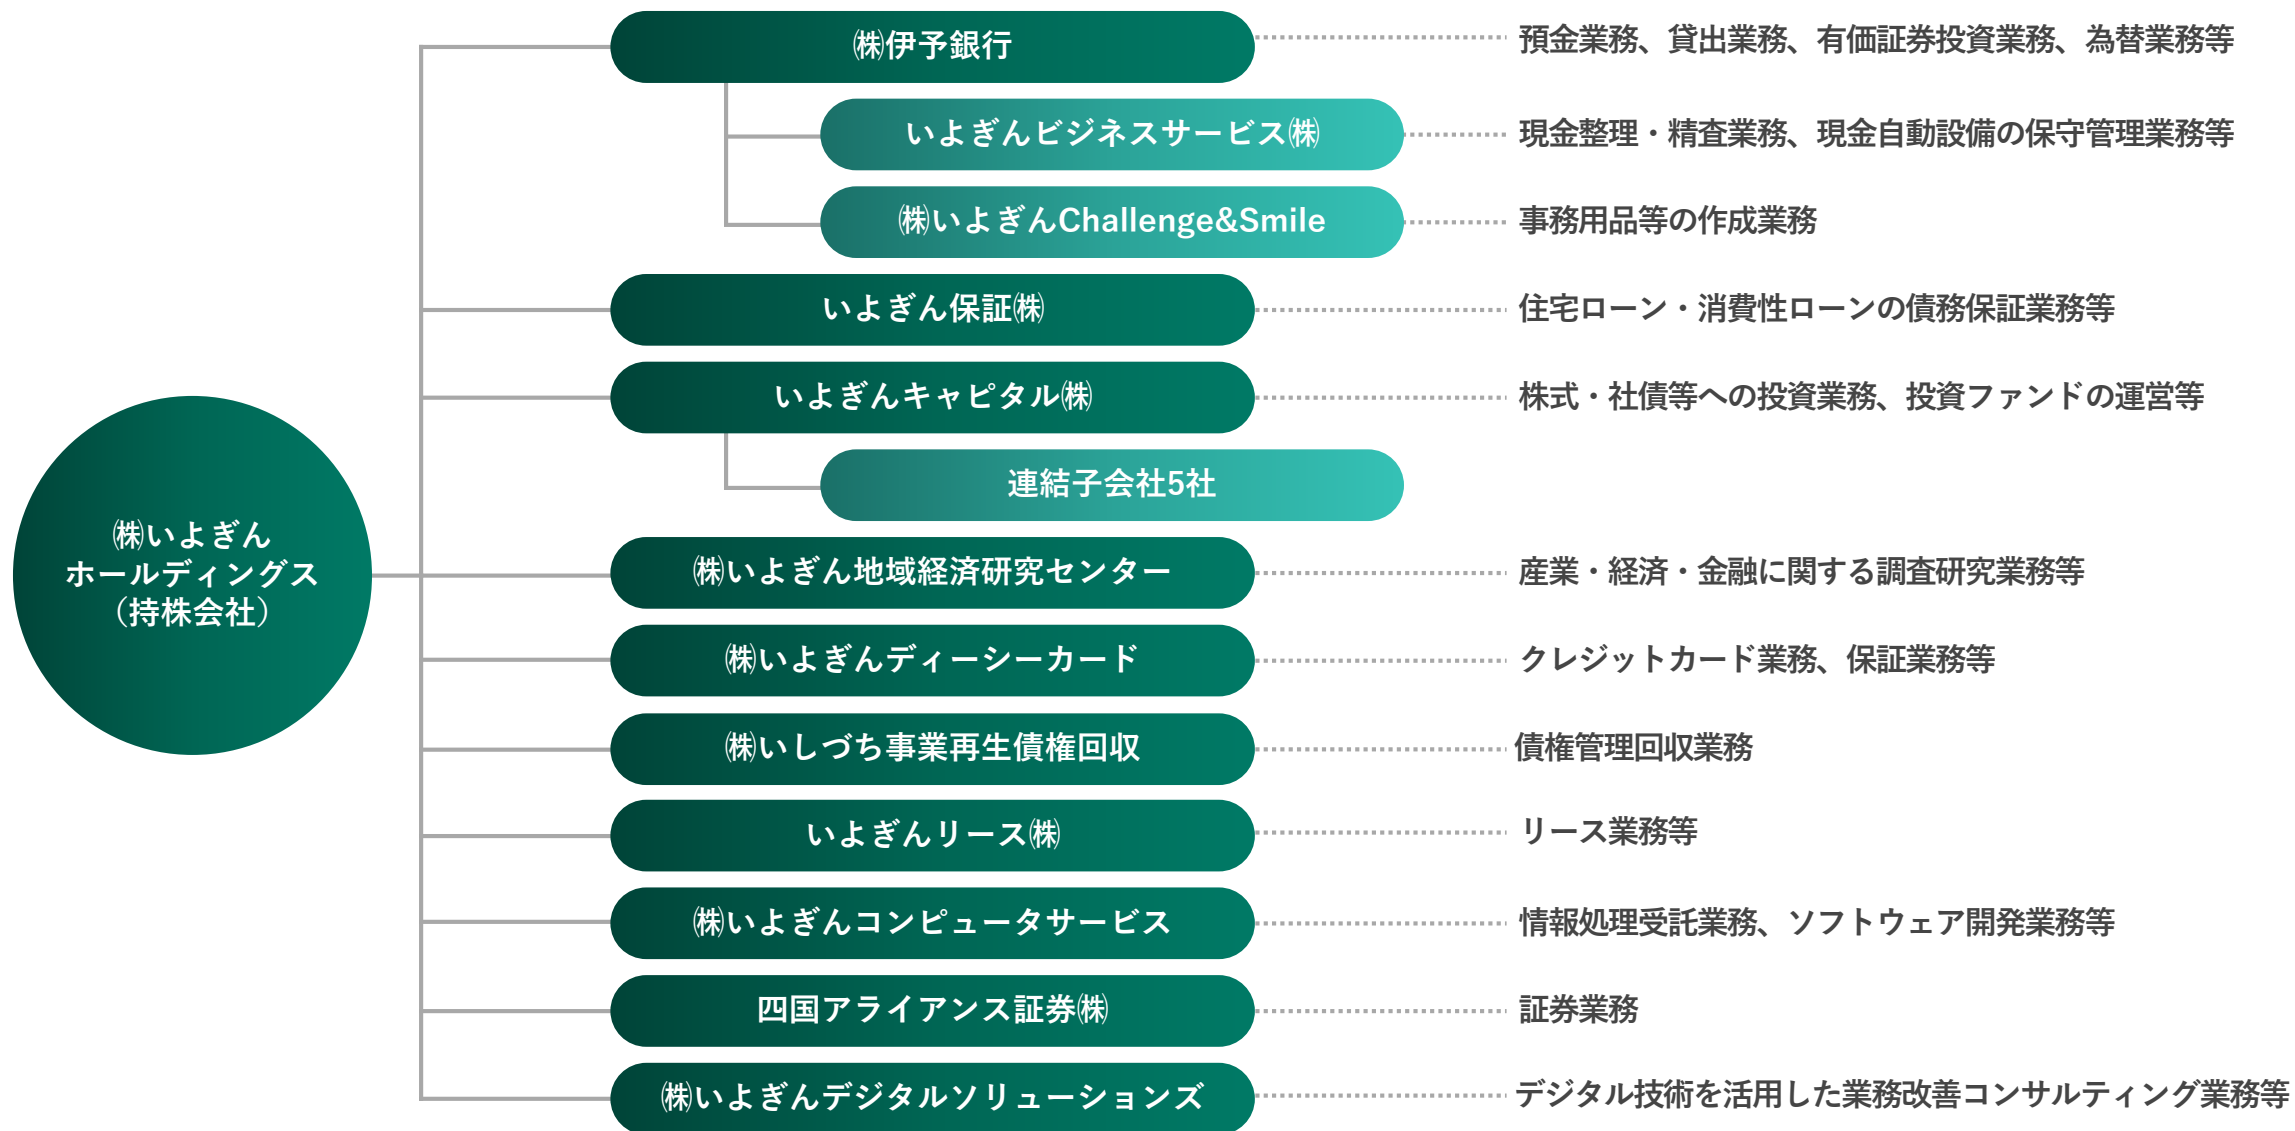 ㈱いよぎん
ホールディングス
（持株会社）
㈱伊予銀行
預金業務、貸出業務、有価証券投資業務、為替業務等
いよぎんビジネスサービス㈱
現金整理・精査業務、現金自動設備の保守管理業務等
㈱いよぎんChallenge&Smile
事務用品等の作成業務
いよぎん保証㈱
住宅ローン・消費性ローンの債務保証業務等
いよぎんキャピタル㈱
株式・社債等への投資業務、投資ファンドの運営等
連結子会社5社
㈱いよぎん地域経済研究センター
産業・経済・金融に関する調査研究業務等
㈱いよぎんディーシーカード
クレジットカード業務、保証業務等
㈱いしづち事業再生債権回収
債権管理回収業務
いよぎんリース㈱
リース業務等
㈱いよぎんコンピュータサービス
情報処理受託業務、ソフトウェア開発業務等
四国アライアンス証券㈱
証券業務
㈱いよぎんデジタルソリューションズ
デジタル技術を活用した業務改善コンサルティング業務等